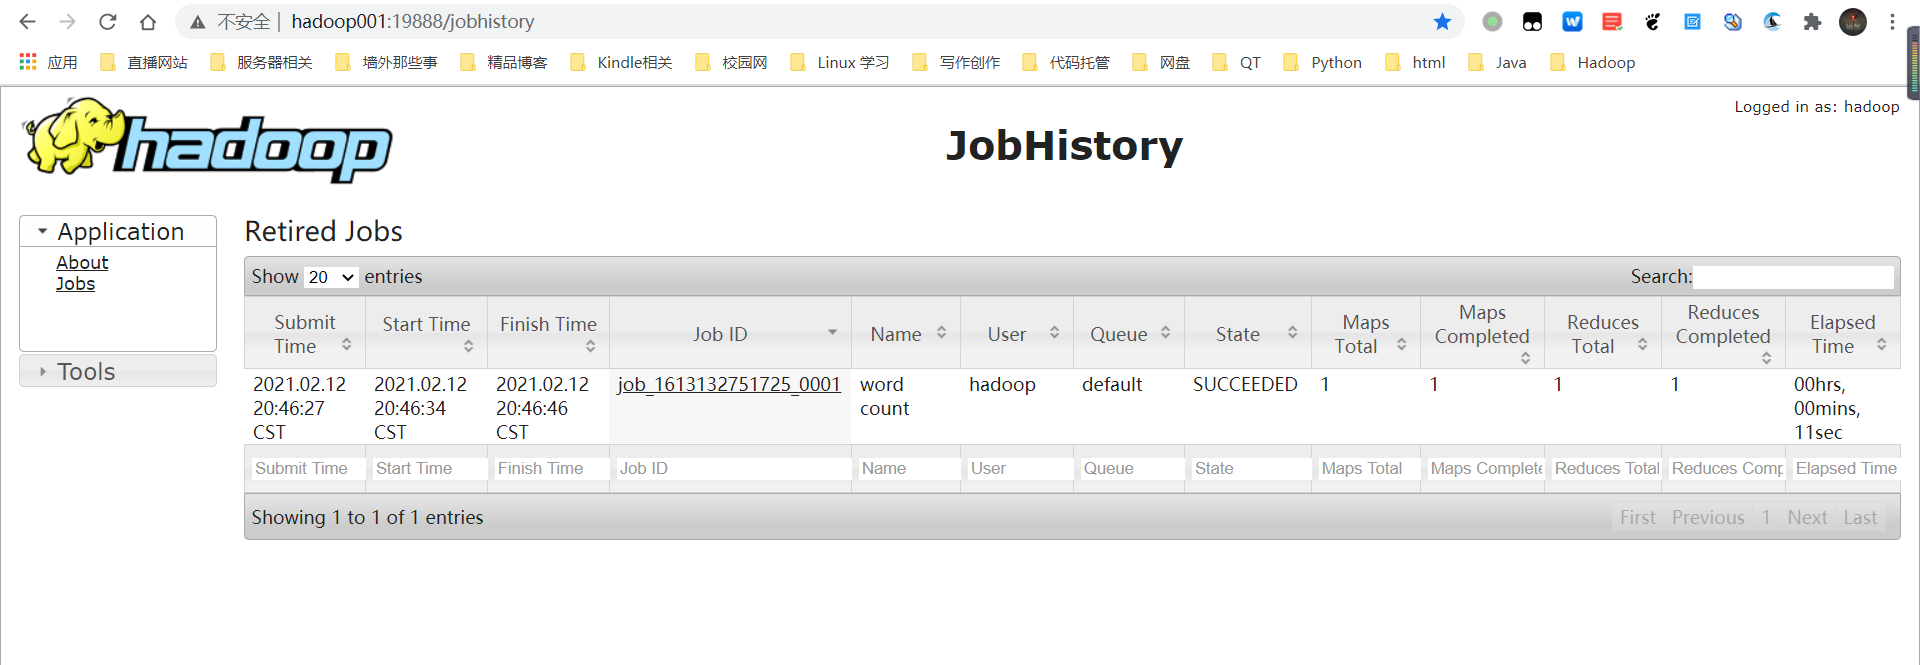 不安全 | hadoop001:19888/jobhistory
应用 直播网站 服务器相关 墙外那些事 精品博客 Kindle相关 校园网 Linux 学习 写作创作 代码托管 网盘 QT Python html Java Hadoop
Logged in as: hadoop
hadoop
JobHistory
Application
About
Jobs
Tools
Retired Jobs
Show 20 entries Search:
Submit Time Start Time Finish Time Job ID Name User Queue State Maps Total Maps Completed Reduces Total Reduces Completed Elapsed Time
2021.02.12 20:46:27 CST 2021.02.12 20:46:34 CST 2021.02.12 20:46:46 CST job_1613132751725_0001 word count hadoop default SUCCEEDED 1 1 1 1 00hrs, 00mins, 11sec
Submit Time Start Time Finish Time Job ID Name User Queue State Maps Total Maps Complete Reduces Total Reduces Comp Elapsed Time
Showing 1 to 1 of 1 entries First Previous 1 Next Last